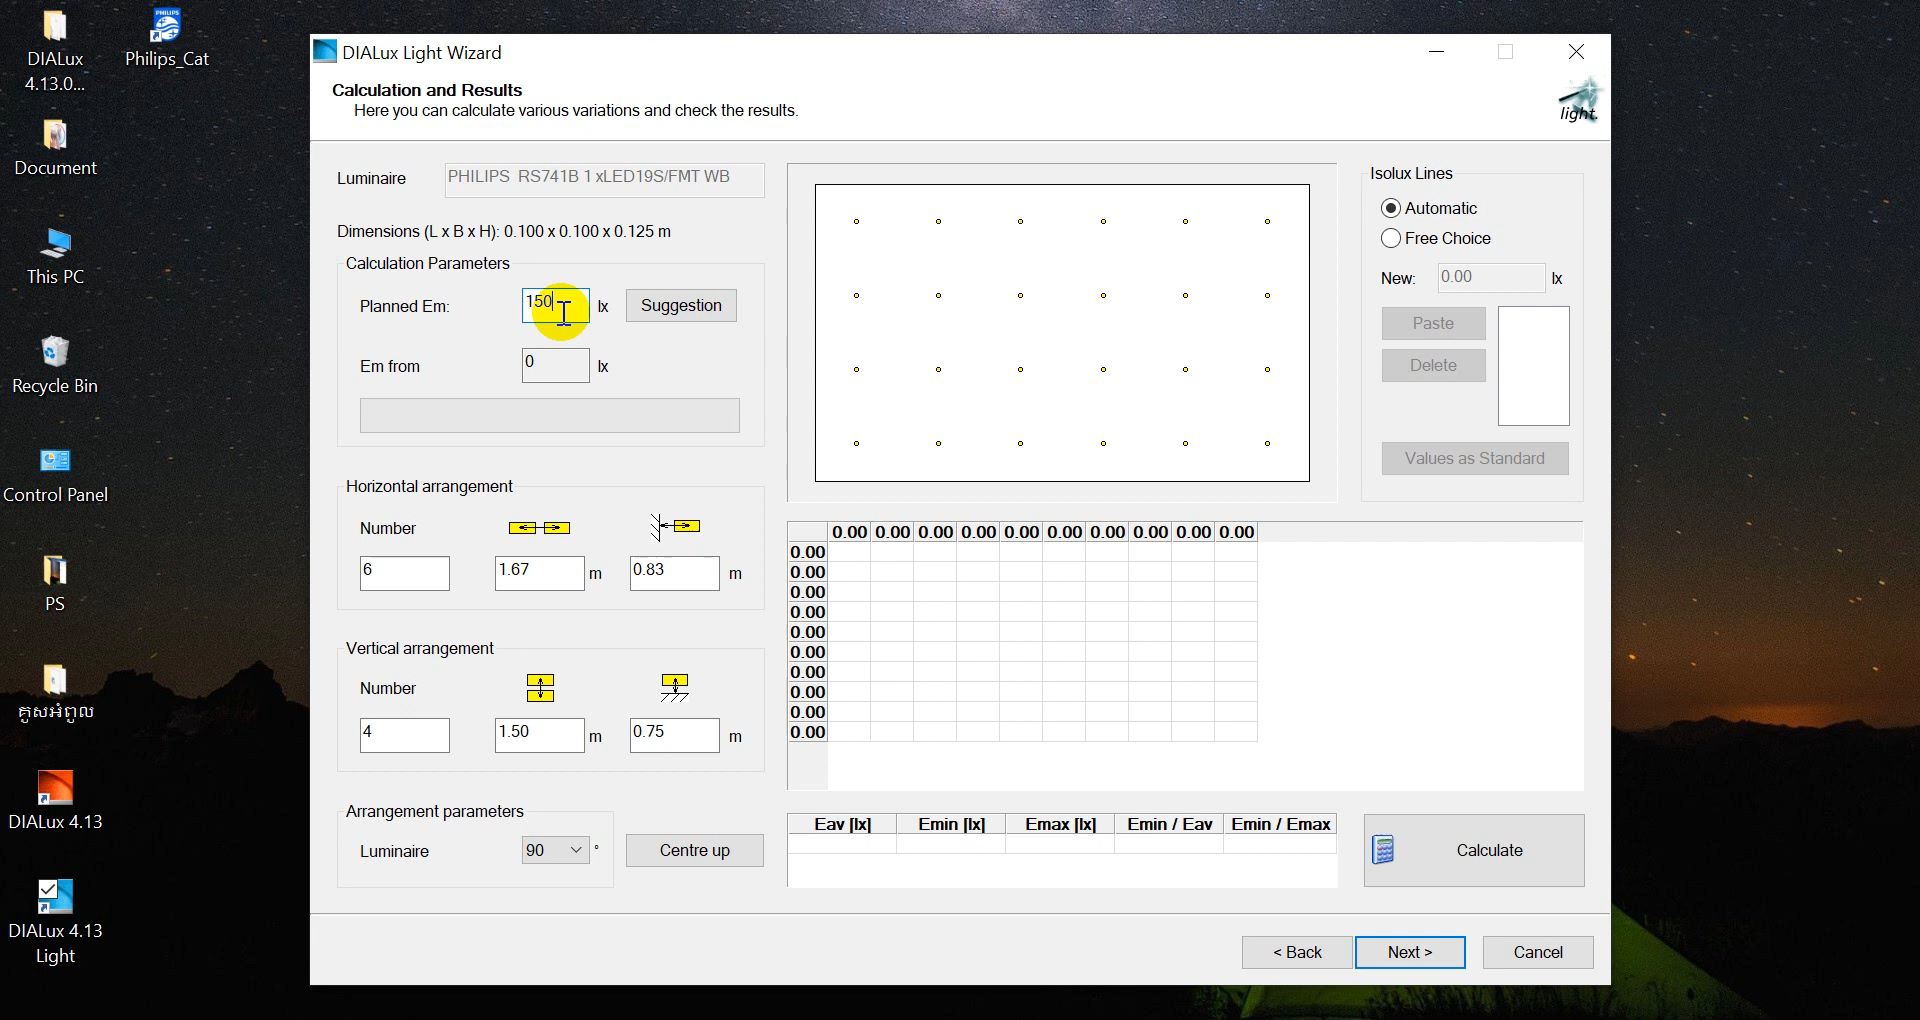 DIALux
4.13.0...
Philips_Cat
Document
This PC
Recycle Bin
Control Panel
PS
គូសអំពូល
DIALux 4.13
DIALux 4.13
Light
DIALux Light Wizard
Calculation and Results
Here you can calculate various variations and check the results.
light.
Luminaire
PHILIPS RS741B 1 xLED19S/FMT WB
Dimensions (L x B x H): 0.100 x 0.100 x 0.125 m
Calculation Parameters
Planned Em:
150
lx
Suggestion
Em from
0
lx
Horizontal arrangement
Number
6
1.67
m
0.83
m
Vertical arrangement
Number
4
1.50
m
0.75
m
Arrangement parameters
Luminaire
90
°
Centre up
Isolux Lines
Automatic
Free Choice
New:
0.00
lx
Paste
Delete
Values as Standard
0.00 0.00 0.00 0.00 0.00 0.00 0.00 0.00 0.00 0.00
0.00
0.00
0.00
0.00
0.00
0.00
0.00
0.00
0.00
0.00
Eav [lx] Emin [lx] Emax [lx] Emin / Eav Emin / Emax
Calculate
< Back
Next >
Cancel